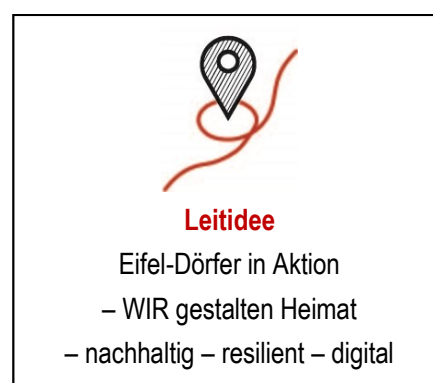 Leitidee
Eifel-Dörfer in Aktion
– WIR gestalten Heimat
– nachhaltig – resilient – digital